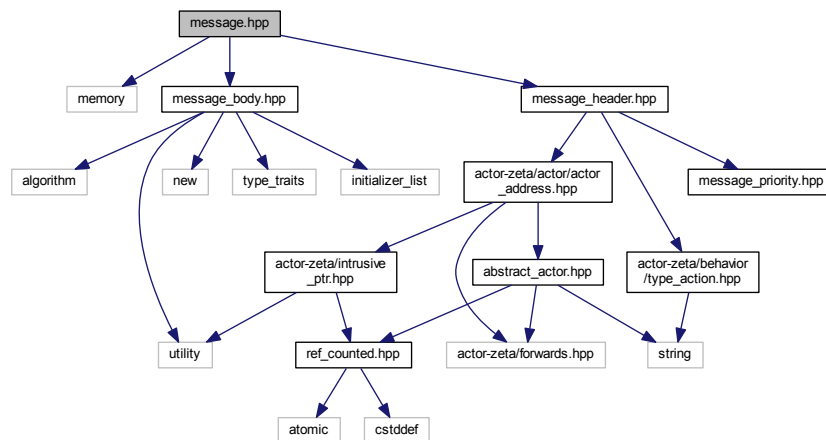 message.hpp
memory
message_body.hpp
message_header.hpp
algorithm
new
type_traits
initializer_list
actor-zeta/actor/actor
_address.hpp
message_priority.hpp
actor-zeta/intrusive
_ptr.hpp
abstract_actor.hpp
actor-zeta/behavior
/type_action.hpp
utility
ref_counted.hpp
actor-zeta/forwards.hpp
string
atomic
cstddef